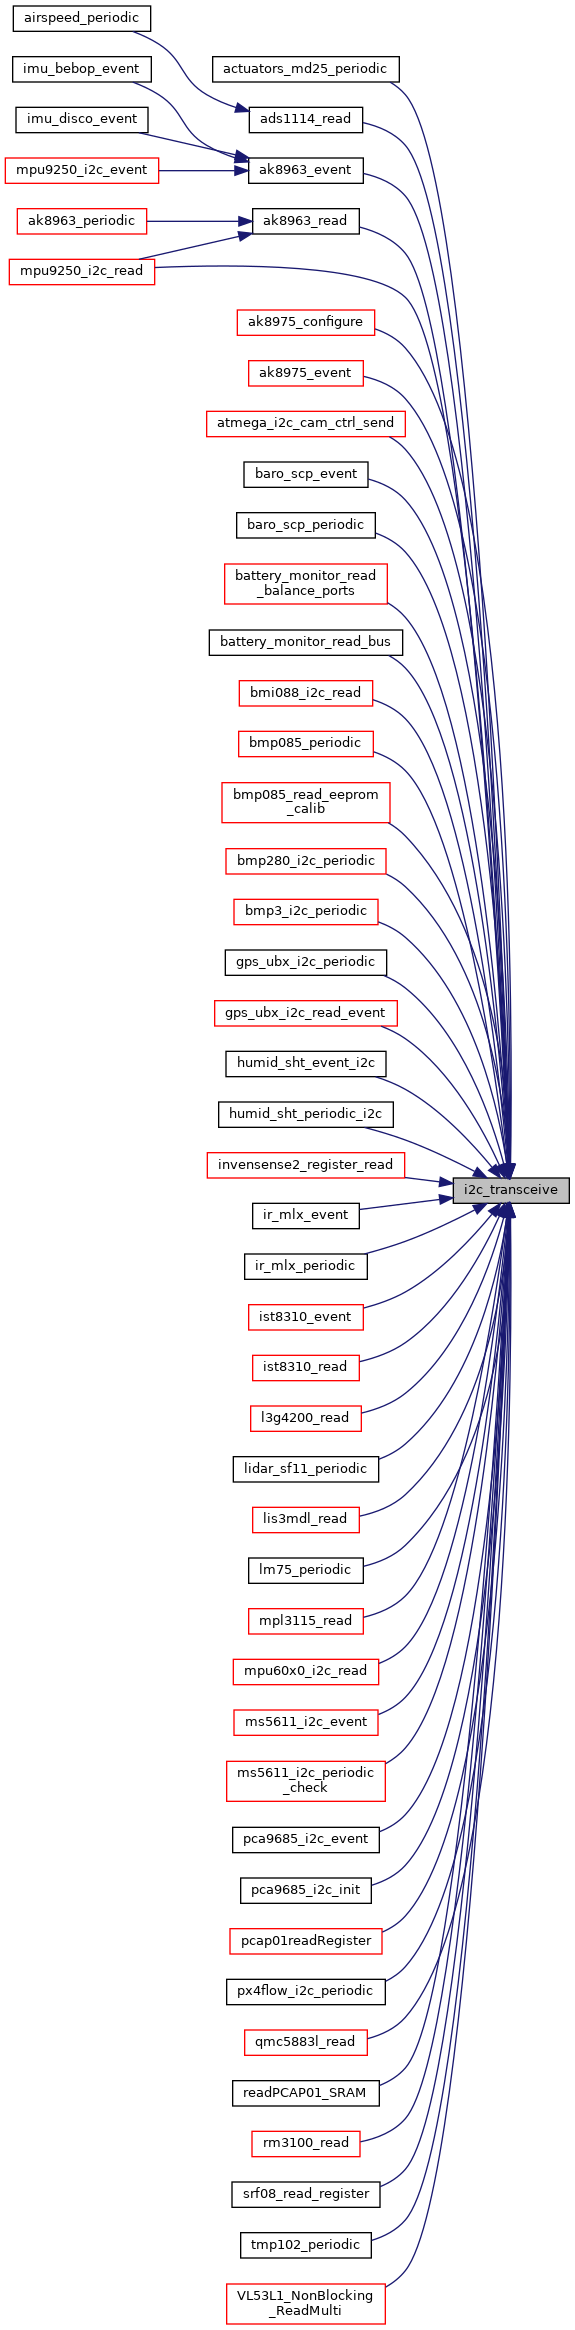 airspeed_periodic
imu_bebop_event
actuators_md25_periodic
imu_disco_event
ads1114_read
mpu9250_i2c_event
ak8963_event
ak8963_periodic
ak8963_read
mpu9250_i2c_read
ak8975_configure
ak8975_event
atmega_i2c_cam_ctrl_send
baro_scp_event
baro_scp_periodic
battery_monitor_read
_balance_ports
battery_monitor_read_bus
bmi088_i2c_read
bmp085_periodic
bmp085_read_eeprom
_calib
bmp280_i2c_periodic
bmp3_i2c_periodic
gps_ubx_i2c_periodic
gps_ubx_i2c_read_event
humid_sht_event_i2c
humid_sht_periodic_i2c
invensense2_register_read
i2c_transceive
ir_mlx_event
ir_mlx_periodic
ist8310_event
ist8310_read
l3g4200_read
lidar_sf11_periodic
lis3mdl_read
lm75_periodic
mpl3115_read
mpu60x0_i2c_read
ms5611_i2c_event
ms5611_i2c_periodic
_check
pca9685_i2c_event
pca9685_i2c_init
pcap01readRegister
px4flow_i2c_periodic
qmc5883l_read
readPCAP01_SRAM
rm3100_read
srf08_read_register
tmp102_periodic
VL53L1_NonBlocking
_ReadMulti